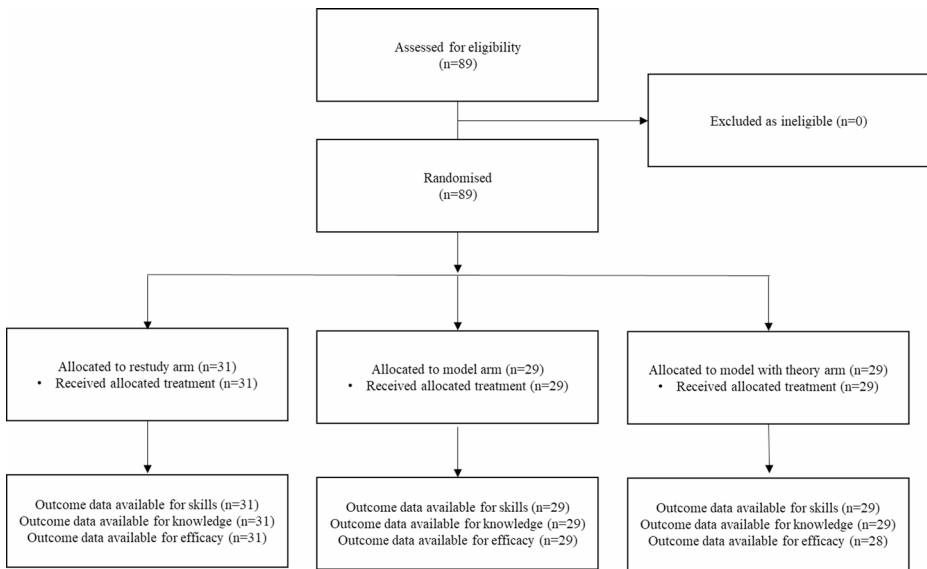 Assessed for eligibility
(n=89)
Excluded as ineligible (n=0)
Randomised
(n=89)
Allocated to restudy arm (n=31)
• Received allocated treatment (n=31)
Allocated to model arm (n=29)
• Received allocated treatment (n=29)
Allocated to model with theory arm (n=29)
• Received allocated treatment (n=29)
Outcome data available for skills (n=31)
Outcome data available for knowledge (n=31)
Outcome data available for efficacy (n=31)
Outcome data available for skills (n=29)
Outcome data available for knowledge (n=29)
Outcome data available for efficacy (n=29)
Outcome data available for skills (n=29)
Outcome data available for knowledge (n=29)
Outcome data available for efficacy (n=28)